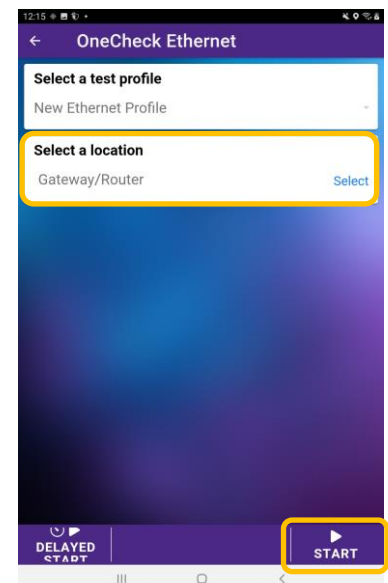 12:15
← OneCheck Ethernet
Select a test profile
New Ethernet Profile
Select a location
Gateway/Router Select
DELAYED
START
START